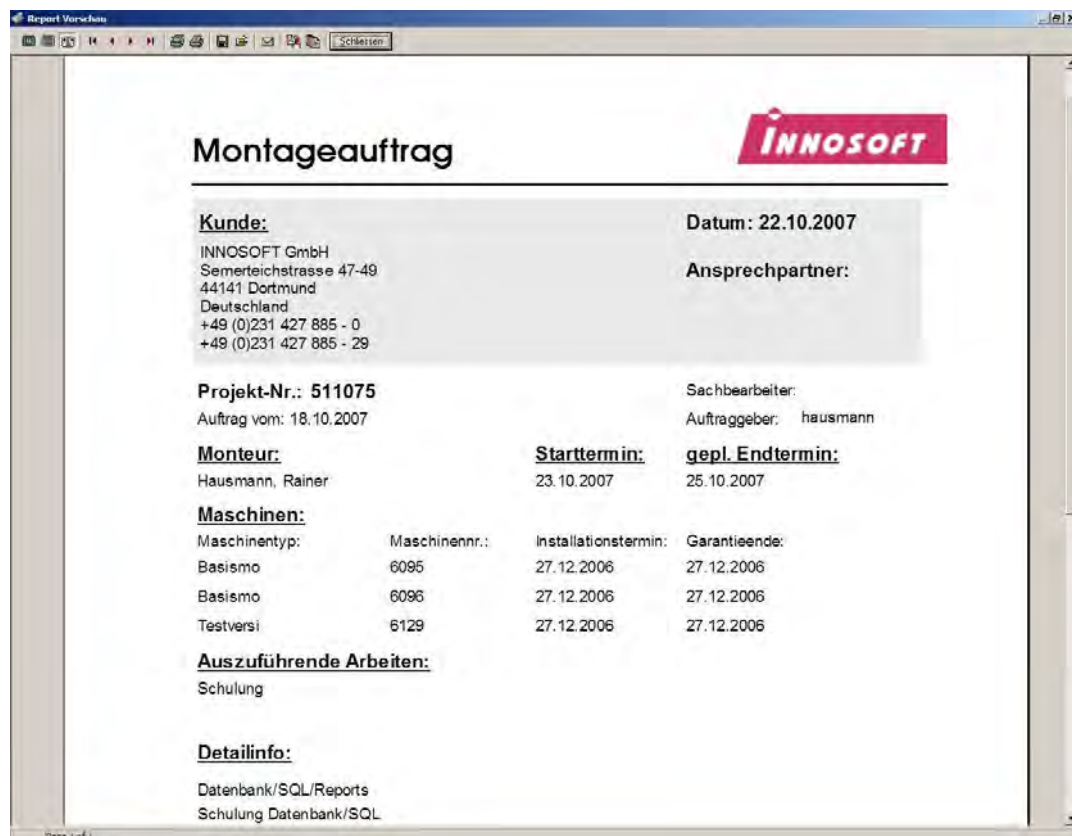 Report Vorschau
Schliessen
Montageauftrag
INNOSOFT
Kunde:
Datum: 22.10.2007
INNOSOFT GmbH
Semerteichstrasse 47-49
Ansprechpartner:
44141 Dortmund
Deutschland
+49 (0)231 427 885 - 0
+49 (0)231 427 885 - 29
Projekt-Nr.: 511075
Sachbearbeiter:
Auftrag vom: 18.10.2007
Auftraggeber: hausmann
Monteur: Starttermin: gepl. Endtermin:
Hausmann, Rainer 23.10.2007 25.10.2007
Maschinen:
Maschinentyp: Maschinennr.: Installationstermin: Garantieende:
Basismo 6095 27.12.2006 27.12.2006
Basismo 6096 27.12.2006 27.12.2006
Testversi 6129 27.12.2006 27.12.2006
Auszuführende Arbeiten:
Schulung
Detailinfo:
Datenbank/SQL/Reports
Schulung Datenbank/SQL